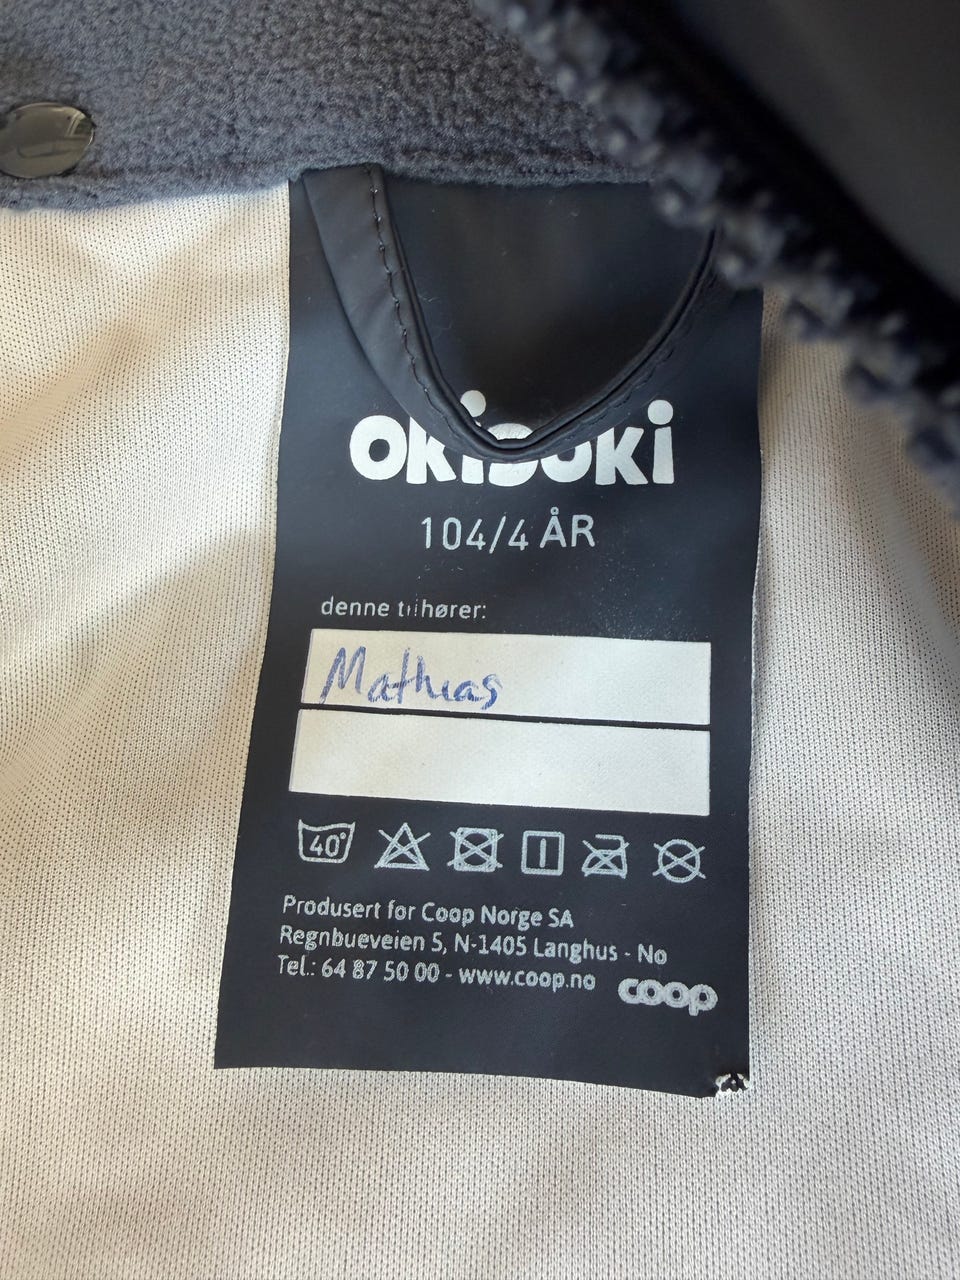 okiDoki
104/4 ÅR
denne tilhører:
Mathias
40°
Produsert for Coop Norge SA
Regnbueveien 5, N-1405 Langhus - No
Tel.: 64 87 50 00 - www.coop.no
coop